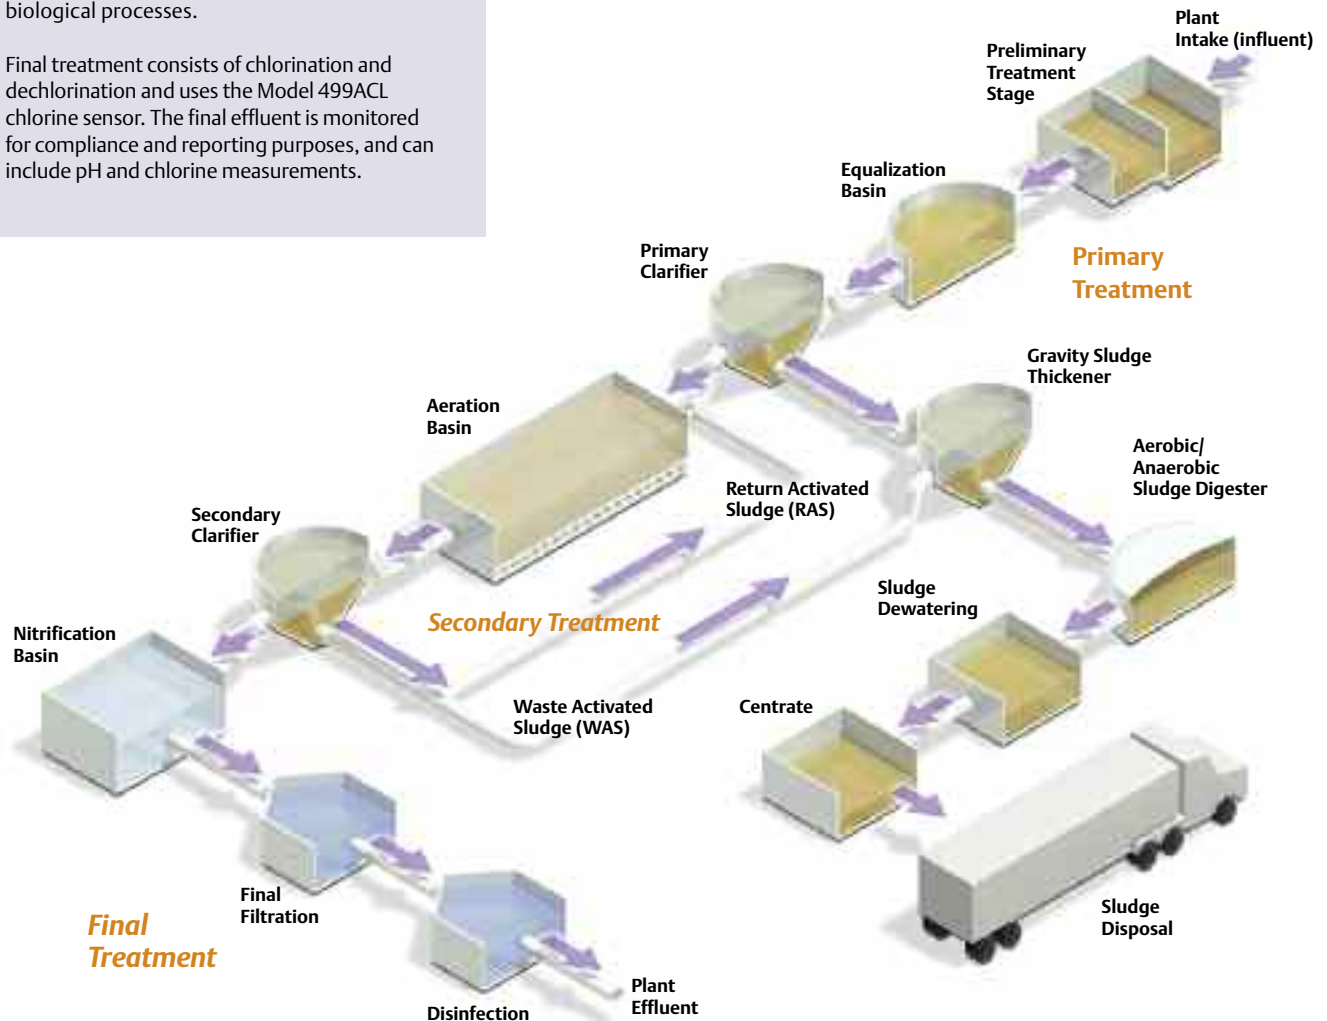 biological processes.
Final treatment consists of chlorination and
dechlorination and uses the Model 499ACL
chlorine sensor. The final effluent is monitored
for compliance and reporting purposes, and can
include pH and chlorine measurements.
Plant
Intake (influent)
Preliminary
Treatment
Stage
Equalization
Basin
Primary
Clarifier
Primary
Treatment
Gravity Sludge
Thickener
Aeration
Basin
Aerobic/
Anaerobic
Sludge Digester
Return Activated
Sludge (RAS)
Secondary
Clarifier
Sludge
Dewatering
Secondary Treatment
Nitrification
Basin
Waste Activated
Sludge (WAS)
Centrate
Final
Filtration
Sludge
Disposal
Final
Treatment
Plant
Effluent
Disinfection